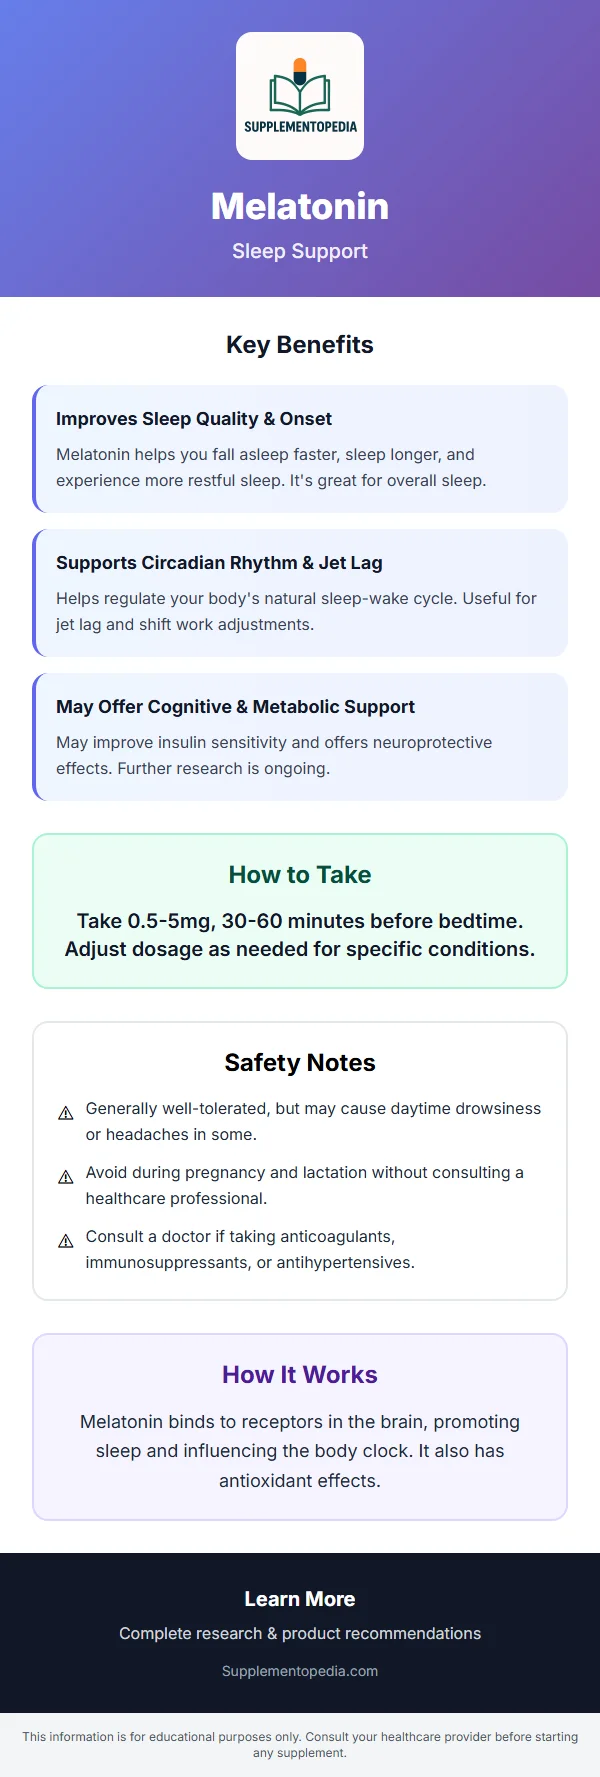 SUPPLEMENTOPEDIA
Melatonin
Sleep Support
Key Benefits
Improves Sleep Quality & Onset
Melatonin helps you fall asleep faster, sleep longer, and
experience more restful sleep. It's great for overall sleep.
Supports Circadian Rhythm & Jet Lag
Helps regulate your body's natural sleep-wake cycle. Useful for
jet lag and shift work adjustments.
May Offer Cognitive & Metabolic Support
May improve insulin sensitivity and offers neuroprotective
effects. Further research is ongoing.
How to Take
Take 0.5-5mg, 30-60 minutes before bedtime.
Adjust dosage as needed for specific conditions.
Safety Notes
Generally well-tolerated, but may cause daytime drowsiness
or headaches in some.
Avoid during pregnancy and lactation without consulting a
healthcare professional.
Consult a doctor if taking anticoagulants,
immunosuppressants, or antihypertensives.
How It Works
Melatonin binds to receptors in the brain, promoting
sleep and influencing the body clock. It also has
antioxidant effects.
Learn More
Complete research & product recommendations
Supplementopedia.com
This information is for educational purposes only. Consult your healthcare provider before starting
any supplement.